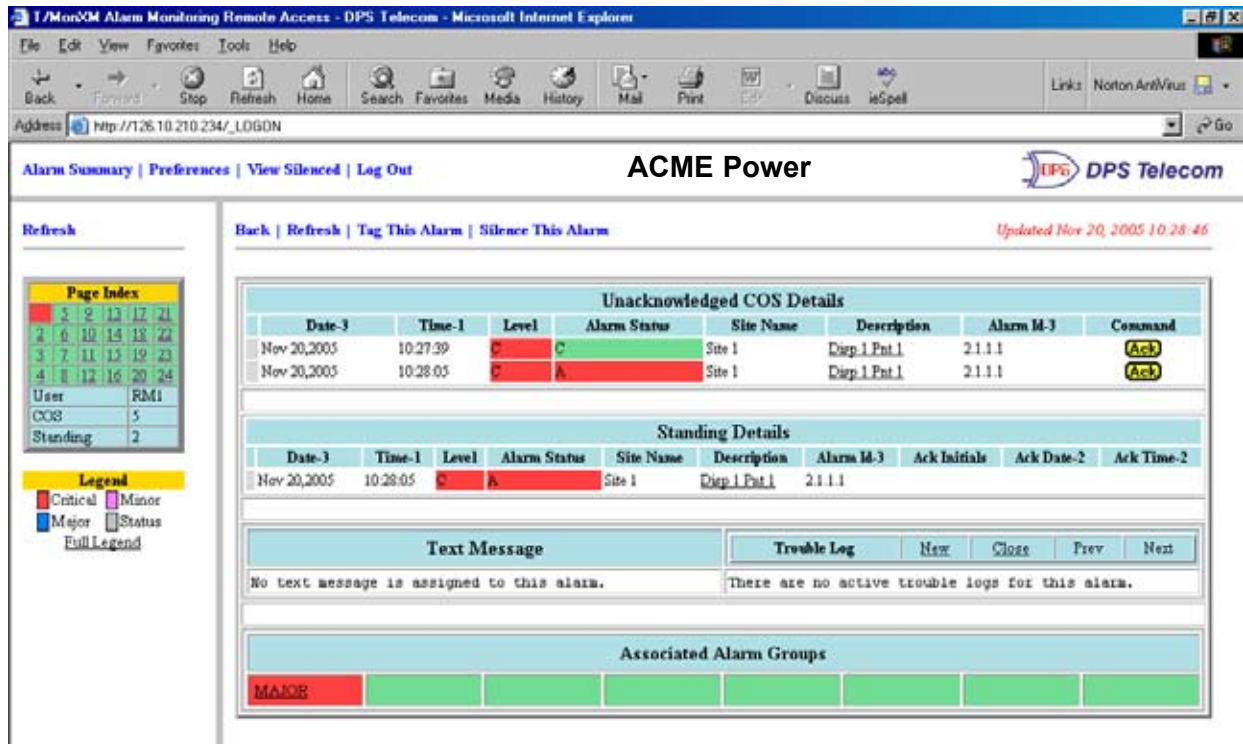 T/MonXM Alarm Monitoring Remote Access - DPS Telecom - Microsoft Internet Explorer
File Edit View Favorites Tools Help
Back Forward Stop Refresh Home Search Favorites Media History Mail Print Edit Discuss ieSpell Links Norton AntiVirus
Address http://126.10.210.234/_LOGON Go
Alarm Summary | Preferences | View Silenced | Log Out ACME Power DPS DPS Telecom
Refresh
Back | Refresh | Tag This Alarm | Silence This Alarm Updated Nov 20, 2005 10:28:46
Page Index
5 9 13 17 21
2 6 10 14 18 22
3 7 11 15 19 23
4 8 12 16 20 24
User RM1
COS 5
Standing 2
Legend
Critical Minor
Major Status
Full Legend
Unacknowledged COS Details
Date-3 Time-1 Level Alarm Status Site Name Description Alarm Id-3 Command
Nov 20,2005 10:27:39 C C Site 1 Disp 1 Pnt 1 2.1.1.1 Ack
Nov 20,2005 10:28:05 C A Site 1 Disp 1 Pnt 1 2.1.1.1 Ack
Standing Details
Date-3 Time-1 Level Alarm Status Site Name Description Alarm Id-3 Ack Initials Ack Date-2 Ack Time-2
Nov 20,2005 10:28:05 C A Site 1 Disp 1 Pnt 1 2.1.1.1
Text Message
Trouble Log New Close Prev Next
No text message is assigned to this alarm.
There are no active trouble logs for this alarm.
Associated Alarm Groups
MAJOR